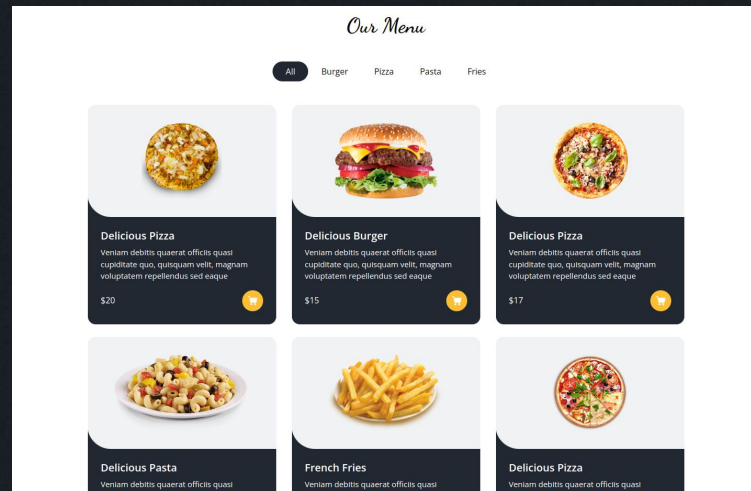 Our Menu
All Burger Pizza Pasta Fries
Delicious Pizza
Veniam debitis quaerat officiis quasi
cupiditate quo, quisquam velit, magnam
voluptatem repellendus sed eaque
$20
Delicious Burger
Veniam debitis quaerat officiis quasi
cupiditate quo, quisquam velit, magnam
voluptatem repellendus sed eaque
$15
Delicious Pizza
Veniam debitis quaerat officiis quasi
cupiditate quo, quisquam velit, magnam
voluptatem repellendus sed eaque
$17
Delicious Pasta
Veniam debitis quaerat officiis quasi
French Fries
Veniam debitis quaerat officiis quasi
Delicious Pizza
Veniam debitis quaerat officiis quasi